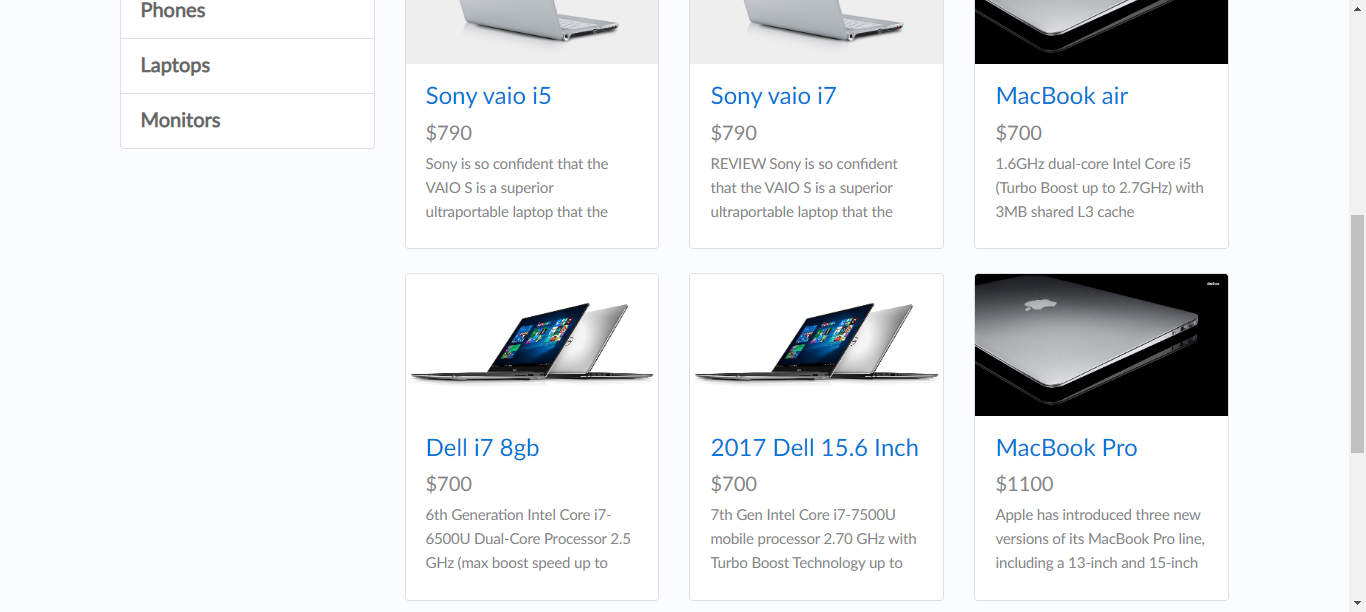 Phones
Laptops
Monitors
Sony vaio i5
$790
Sony is so confident that the
VAIO S is a superior
ultraportable laptop that the
Sony vaio i7
$790
REVIEW Sony is so confident
that the VAIO S is a superior
ultraportable laptop that the
MacBook air
$700
1.6GHz dual-core Intel Core i5
(Turbo Boost up to 2.7GHz) with
3MB shared L3 cache
Dell i7 8gb
$700
6th Generation Intel Core i7-
6500U Dual-Core Processor 2.5
GHz (max boost speed up to
2017 Dell 15.6 Inch
$700
7th Gen Intel Core i7-7500U
mobile processor 2.70 GHz with
Turbo Boost Technology up to
MacBook Pro
$1100
Apple has introduced three new
versions of its MacBook Pro line,
including a 13-inch and 15-inch